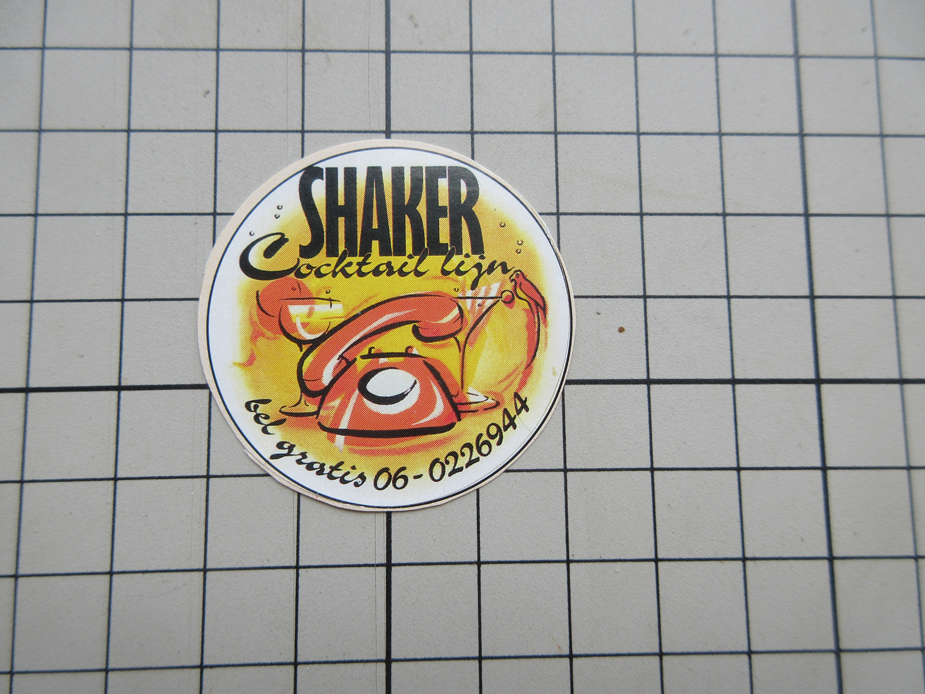 SHAKER
Cocktail lijn
bel gratis 06-0226944